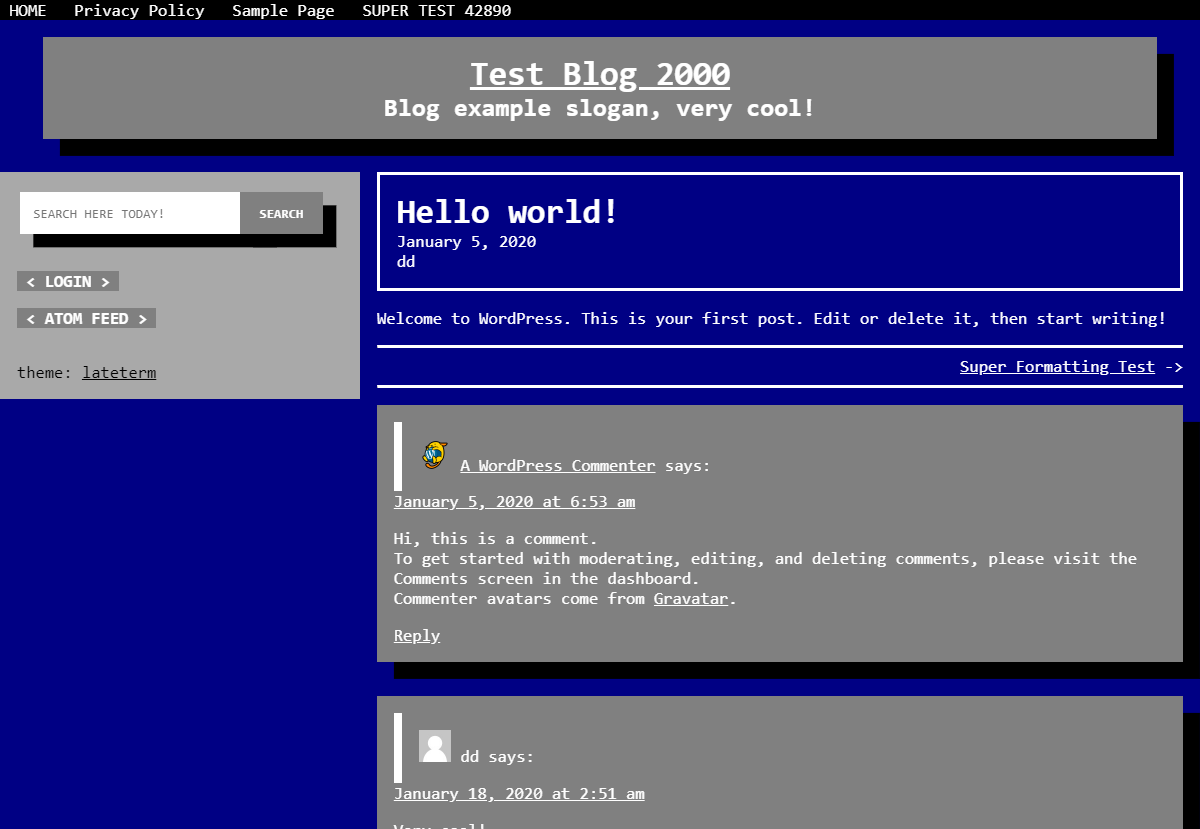 HOME Privacy Policy Sample Page SUPER TEST 42890
Test Blog 2000
Blog example slogan, very cool!
SEARCH HERE TODAY! SEARCH
< LOGIN >
< ATOM FEED >
theme: lateterm
Hello world!
January 5, 2020
dd
Welcome to WordPress. This is your first post. Edit or delete it, then start writing!
Super Formatting Test ->
A WordPress Commenter says:
January 5, 2020 at 6:53 am
Hi, this is a comment.
To get started with moderating, editing, and deleting comments, please visit the
Comments screen in the dashboard.
Commenter avatars come from Gravatar.
Reply
dd says:
January 18, 2020 at 2:51 am
Very cool!